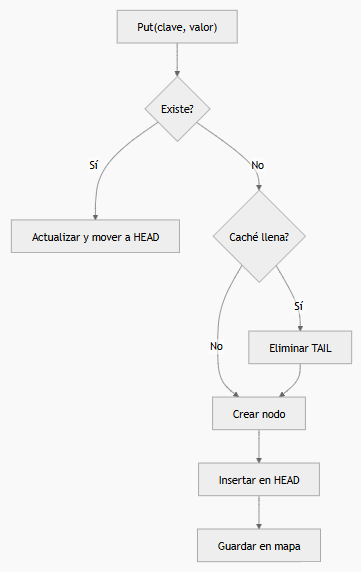 Put(clave, valor)
Existe?
Sí
No
Actualizar y mover a HEAD
Caché llena?
Sí
No
Eliminar TAIL
Crear nodo
Insertar en HEAD
Guardar en mapa